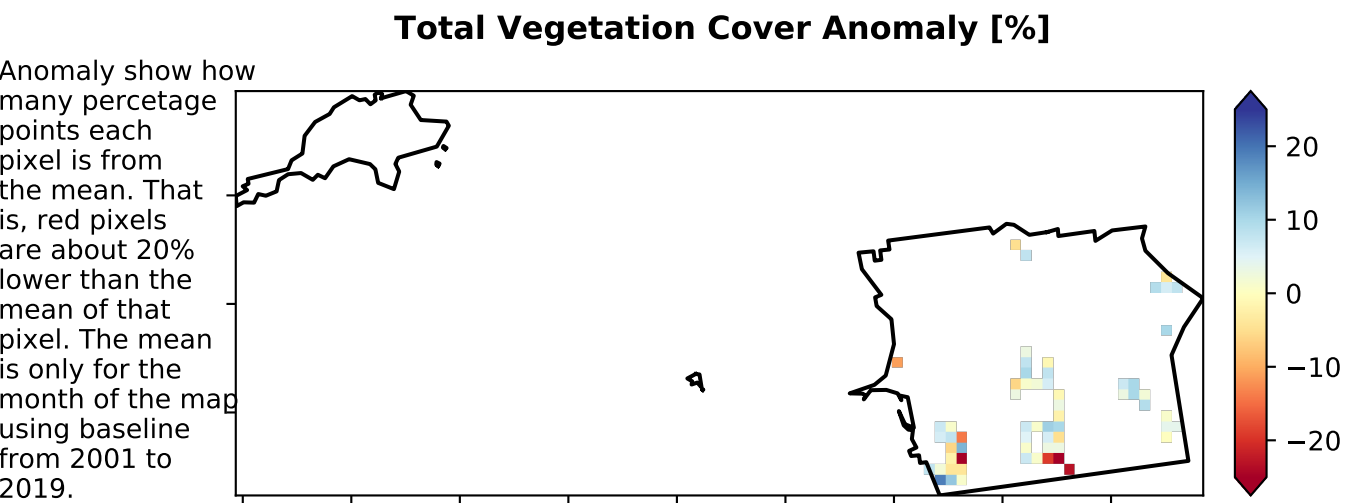 Total Vegetation Cover Anomaly [%]
Anomaly show how
many percetage
points each
pixel is from
the mean. That
is, red pixels
are about 20%
lower than the
mean of that
pixel. The mean
is only for the
month of the map
using baseline
from 2001 to
2019.
20
10
0
−10
−20